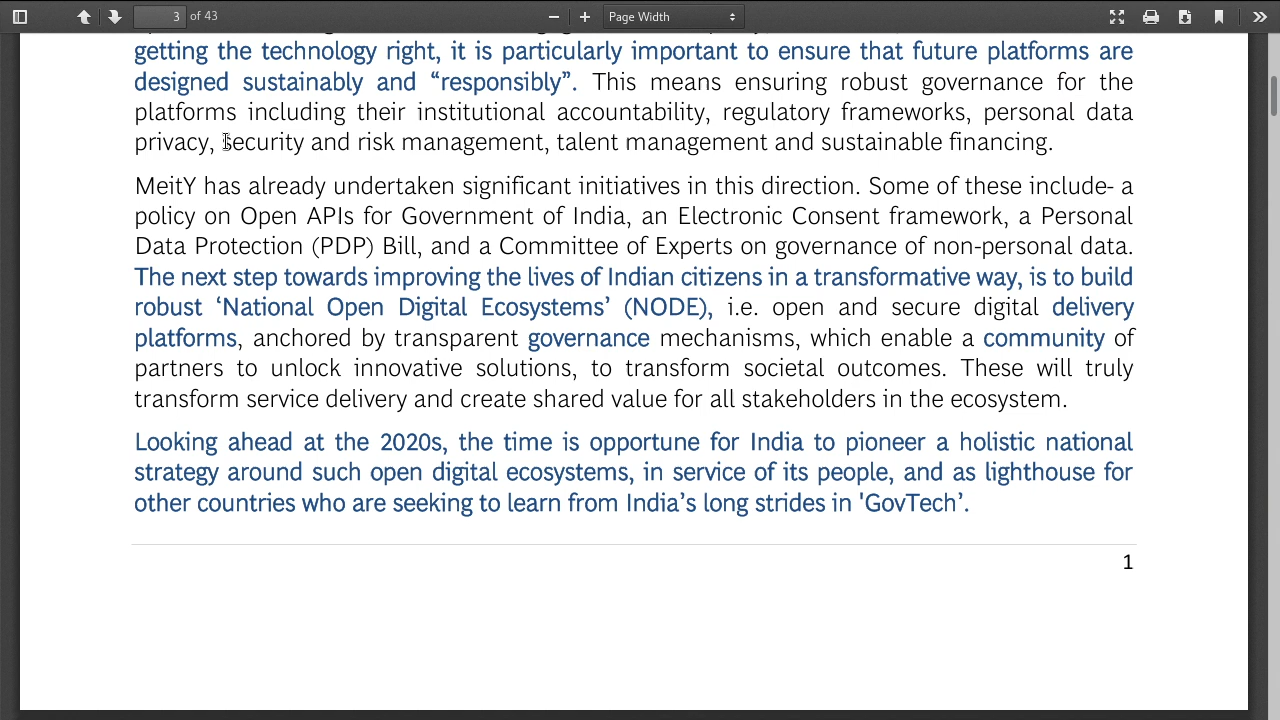 3 of 43
Page Width
getting the technology right, it is particularly important to ensure that future platforms are
designed sustainably and “responsibly”. This means ensuring robust governance for the
platforms including their institutional accountability, regulatory frameworks, personal data
privacy, security and risk management, talent management and sustainable financing.
MeitY has already undertaken significant initiatives in this direction. Some of these include- a
policy on Open APIs for Government of India, an Electronic Consent framework, a Personal
Data Protection (PDP) Bill, and a Committee of Experts on governance of non-personal data.
The next step towards improving the lives of Indian citizens in a transformative way, is to build
robust ‘National Open Digital Ecosystems’ (NODE), i.e. open and secure digital delivery
platforms, anchored by transparent governance mechanisms, which enable a community of
partners to unlock innovative solutions, to transform societal outcomes. These will truly
transform service delivery and create shared value for all stakeholders in the ecosystem.
Looking ahead at the 2020s, the time is opportune for India to pioneer a holistic national
strategy around such open digital ecosystems, in service of its people, and as lighthouse for
other countries who are seeking to learn from India’s long strides in 'GovTech’.
1